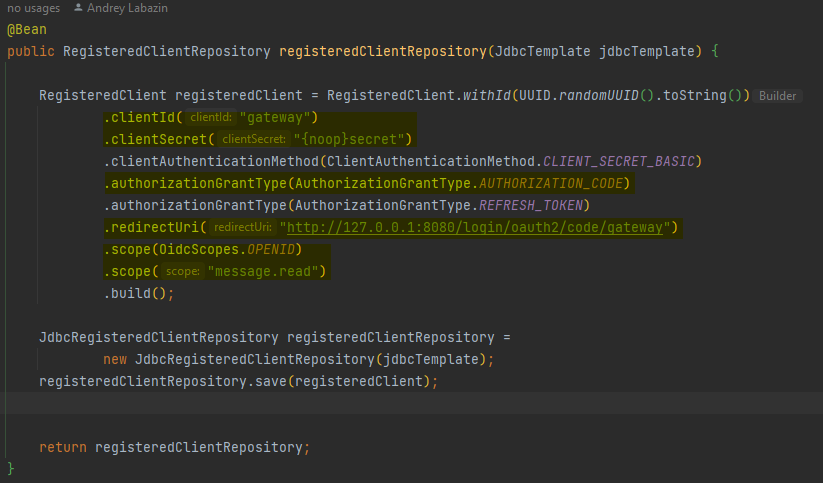 no usages Andrey Labazin
@Bean
public RegisteredClientRepository registeredClientRepository(JdbcTemplate jdbcTemplate) {
RegisteredClient registeredClient = RegisteredClient.withId(UUID.randomUUID().toString()) Builder
.clientId( clientId: "gateway")
.clientSecret( clientSecret: "{noop}secret")
.clientAuthenticationMethod(ClientAuthenticationMethod.CLIENT_SECRET_BASIC)
.authorizationGrantType(AuthorizationGrantType.AUTHORIZATION_CODE)
.authorizationGrantType(AuthorizationGrantType.REFRESH_TOKEN)
.redirectUri( redirectUri: "http://127.0.0.1:8080/login/oauth2/code/gateway")
.scope(OidcScopes.OPENID)
.scope( scope: "message.read")
.build();
JdbcRegisteredClientRepository registeredClientRepository =
new JdbcRegisteredClientRepository(jdbcTemplate);
registeredClientRepository.save(registeredClient);
return registeredClientRepository;
}